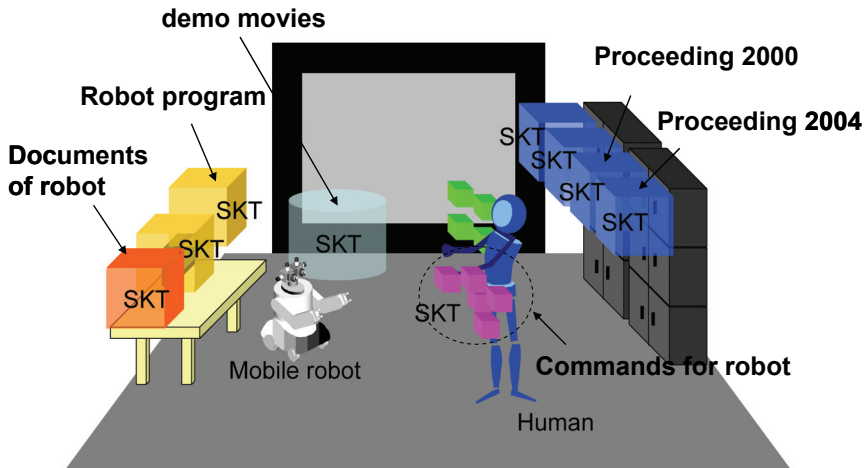 demo movies
Proceeding 2000
Robot program
Proceeding 2004
Documents
of robot
SKT
SKT
SKT
SKT
SKT
SKT
SKT
SKT
SKT
Mobile robot
Commands for robot
Human